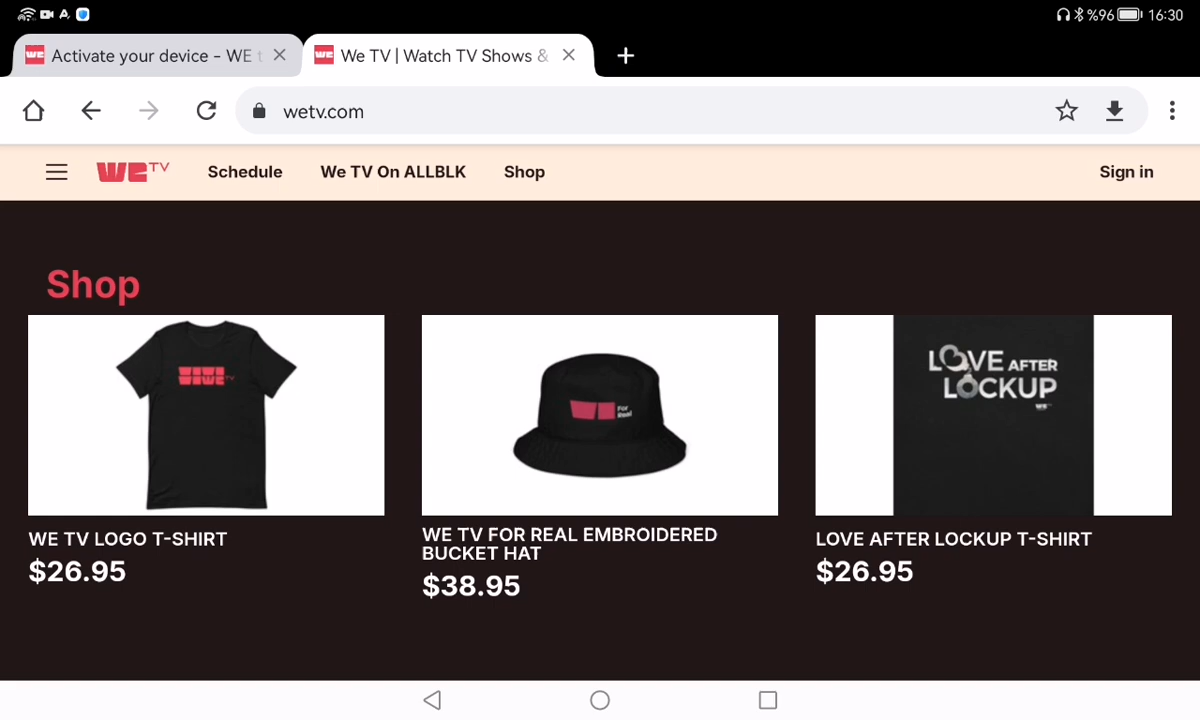 %96 16:30
Activate your device - WE t
We TV | Watch TV Shows &
wetv.com
WE TV Schedule We TV On ALLBLK Shop Sign in
Shop
For
Real
LOVE AFTER
LOCKUP
WE TV LOGO T-SHIRT
$26.95
WE TV FOR REAL EMBROIDERED
BUCKET HAT
$38.95
LOVE AFTER LOCKUP T-SHIRT
$26.95